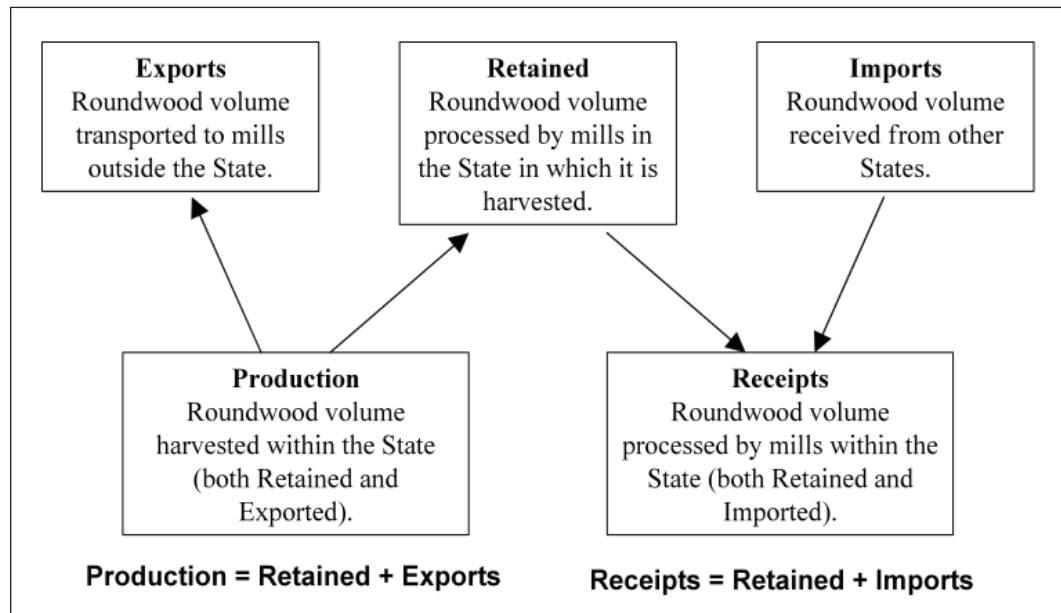 Exports
Roundwood volume
transported to mills
outside the State.
Retained
Roundwood volume
processed by mills in
the State in which it is
harvested.
Imports
Roundwood volume
received from other
States.
Production
Roundwood volume
harvested within the State
(both Retained and
Exported).
Receipts
Roundwood volume
processed by mills within the
State (both Retained and
Imported).
Production = Retained + Exports
Receipts = Retained + Imports